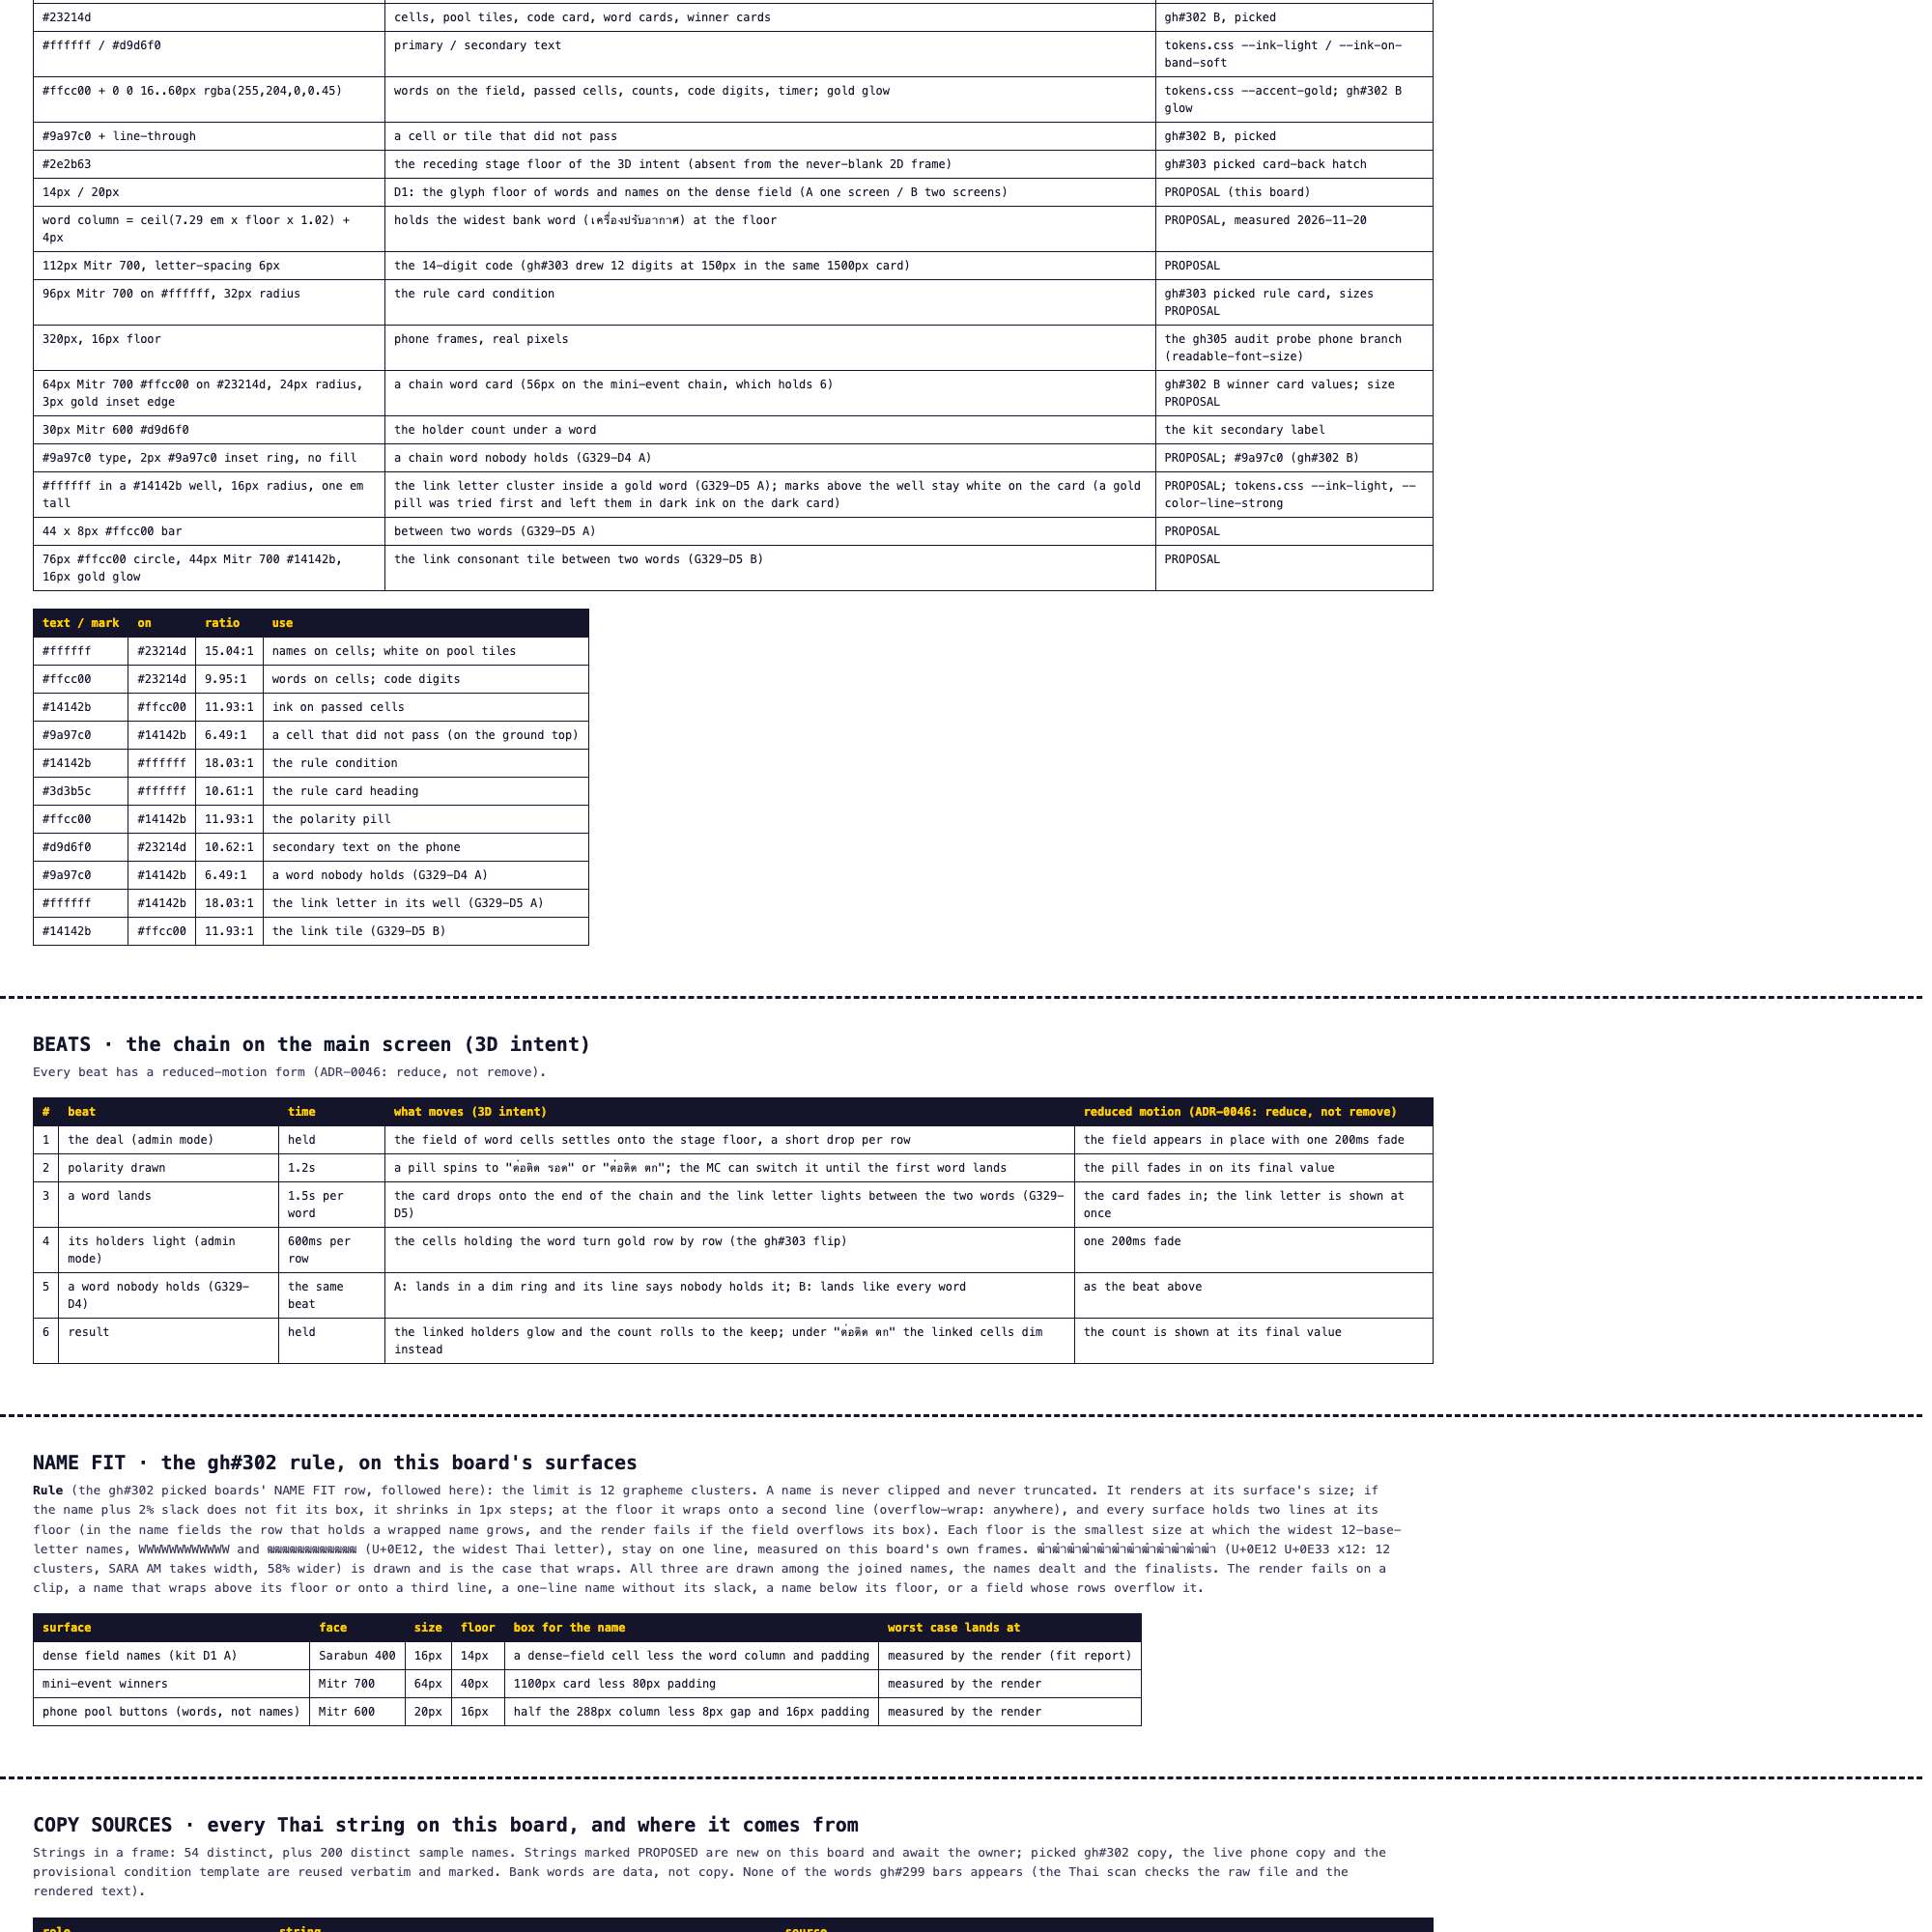 #23214d cells, pool tiles, code card, word cards, winner cards gh#302 B, picked
#ffffff / #d9d6f0 primary / secondary text tokens.css --ink-light / --ink-on-
band-soft
#ffcc00 + 0 0 16..60px rgba(255,204,0,0.45) words on the field, passed cells, counts, code digits, timer; gold glow tokens.css --accent-gold; gh#302 B
glow
#9a97c0 + line-through a cell or tile that did not pass gh#302 B, picked
#2e2b63 the receding stage floor of the 3D intent (absent from the never-blank 2D frame) gh#303 picked card-back hatch
14px / 20px D1: the glyph floor of words and names on the dense field (A one screen / B two screens) PROPOSAL (this board)
word column = ceil(7.29 em x floor x 1.02) + holds the widest bank word (เครื่องปรับอากาศ) at the floor PROPOSAL, measured 2026-11-20
4px
112px Mitr 700, letter-spacing 6px the 14-digit code (gh#303 drew 12 digits at 150px in the same 1500px card) PROPOSAL
96px Mitr 700 on #ffffff, 32px radius the rule card condition gh#303 picked rule card, sizes
PROPOSAL
320px, 16px floor phone frames, real pixels the gh305 audit probe phone branch
(readable-font-size)
64px Mitr 700 #ffcc00 on #23214d, 24px radius, a chain word card (56px on the mini-event chain, which holds 6) gh#302 B winner card values; size
3px gold inset edge PROPOSAL
30px Mitr 600 #d9d6f0 the holder count under a word the kit secondary label
#9a97c0 type, 2px #9a97c0 inset ring, no fill a chain word nobody holds (G329-D4 A) PROPOSAL; #9a97c0 (gh#302 B)
#ffffff in a #14142b well, 16px radius, one em the link letter cluster inside a gold word (G329-D5 A); marks above the well stay white on the card (a gold PROPOSAL; tokens.css --ink-light, --
tall pill was tried first and left them in dark ink on the dark card) color-line-strong
44 x 8px #ffcc00 bar between two words (G329-D5 A) PROPOSAL
76px #ffcc00 circle, 44px Mitr 700 #14142b, the link consonant tile between two words (G329-D5 B) PROPOSAL
16px gold glow
text / mark on ratio use
#ffffff #23214d 15.04:1 names on cells; white on pool tiles
#ffcc00 #23214d 9.95:1 words on cells; code digits
#14142b #ffcc00 11.93:1 ink on passed cells
#9a97c0 #14142b 6.49:1 a cell that did not pass (on the ground top)
#14142b #ffffff 18.03:1 the rule condition
#3d3b5c #ffffff 10.61:1 the rule card heading
#ffcc00 #14142b 11.93:1 the polarity pill
#d9d6f0 #23214d 10.62:1 secondary text on the phone
#9a97c0 #14142b 6.49:1 a word nobody holds (G329-D4 A)
#ffffff #14142b 18.03:1 the link letter in its well (G329-D5 A)
#14142b #ffcc00 11.93:1 the link tile (G329-D5 B)
BEATS · the chain on the main screen (3D intent)
Every beat has a reduced-motion form (ADR-0046: reduce, not remove).
# beat time what moves (3D intent) reduced motion (ADR-0046: reduce, not remove)
1 the deal (admin mode) held the field of word cells settles onto the stage floor, a short drop per row the field appears in place with one 200ms fade
2 polarity drawn 1.2s a pill spins to "ต่อติด รอด" or "ต่อติด ตก"; the MC can switch it until the first word lands the pill fades in on its final value
3 a word lands 1.5s per the card drops onto the end of the chain and the link letter lights between the two words (G329- the card fades in; the link letter is shown at
word D5) once
4 its holders light (admin 600ms per the cells holding the word turn gold row by row (the gh#303 flip) one 200ms fade
mode) row
5 a word nobody holds (G329- the same A: lands in a dim ring and its line says nobody holds it; B: lands like every word as the beat above
D4) beat
6 result held the linked holders glow and the count rolls to the keep; under "ต่อติด ตก" the linked cells dim the count is shown at its final value
instead
NAME FIT · the gh#302 rule, on this board's surfaces
Rule (the gh#302 picked boards' NAME FIT row, followed here): the limit is 12 grapheme clusters. A name is never clipped and never truncated. It renders at its surface's size; if
the name plus 2% slack does not fit its box, it shrinks in 1px steps; at the floor it wraps onto a second line (overflow-wrap: anywhere), and every surface holds two lines at its
floor (in the name fields the row that holds a wrapped name grows, and the render fails if the field overflows its box). Each floor is the smallest size at which the widest 12-base-
letter names, WWWWWWWWWWWW and ฒฒฒฒฒฒฒฒฒฒฒฒ (U+0E12, the widest Thai letter), stay on one line, measured on this board's own frames. ฒำฒำฒำฒำฒำฒำฒำฒำฒำฒำฒำฒำ (U+0E12 U+0E33 x12: 12
clusters, SARA AM takes width, 58% wider) is drawn and is the case that wraps. All three are drawn among the joined names, the names dealt and the finalists. The render fails on a
clip, a name that wraps above its floor or onto a third line, a one-line name without its slack, a name below its floor, or a field whose rows overflow it.
surface face size floor box for the name worst case lands at
dense field names (kit D1 A) Sarabun 400 16px 14px a dense-field cell less the word column and padding measured by the render (fit report)
mini-event winners Mitr 700 64px 40px 1100px card less 80px padding measured by the render
phone pool buttons (words, not names) Mitr 600 20px 16px half the 288px column less 8px gap and 16px padding measured by the render
COPY SOURCES · every Thai string on this board, and where it comes from
Strings in a frame: 54 distinct, plus 200 distinct sample names. Strings marked PROPOSED are new on this board and await the owner; picked gh#302 copy, the live phone copy and the
provisional condition template are reused verbatim and marked. Bank words are data, not copy. None of the words gh#299 bars appears (the Thai scan checks the raw file and the
rendered text).
role string source